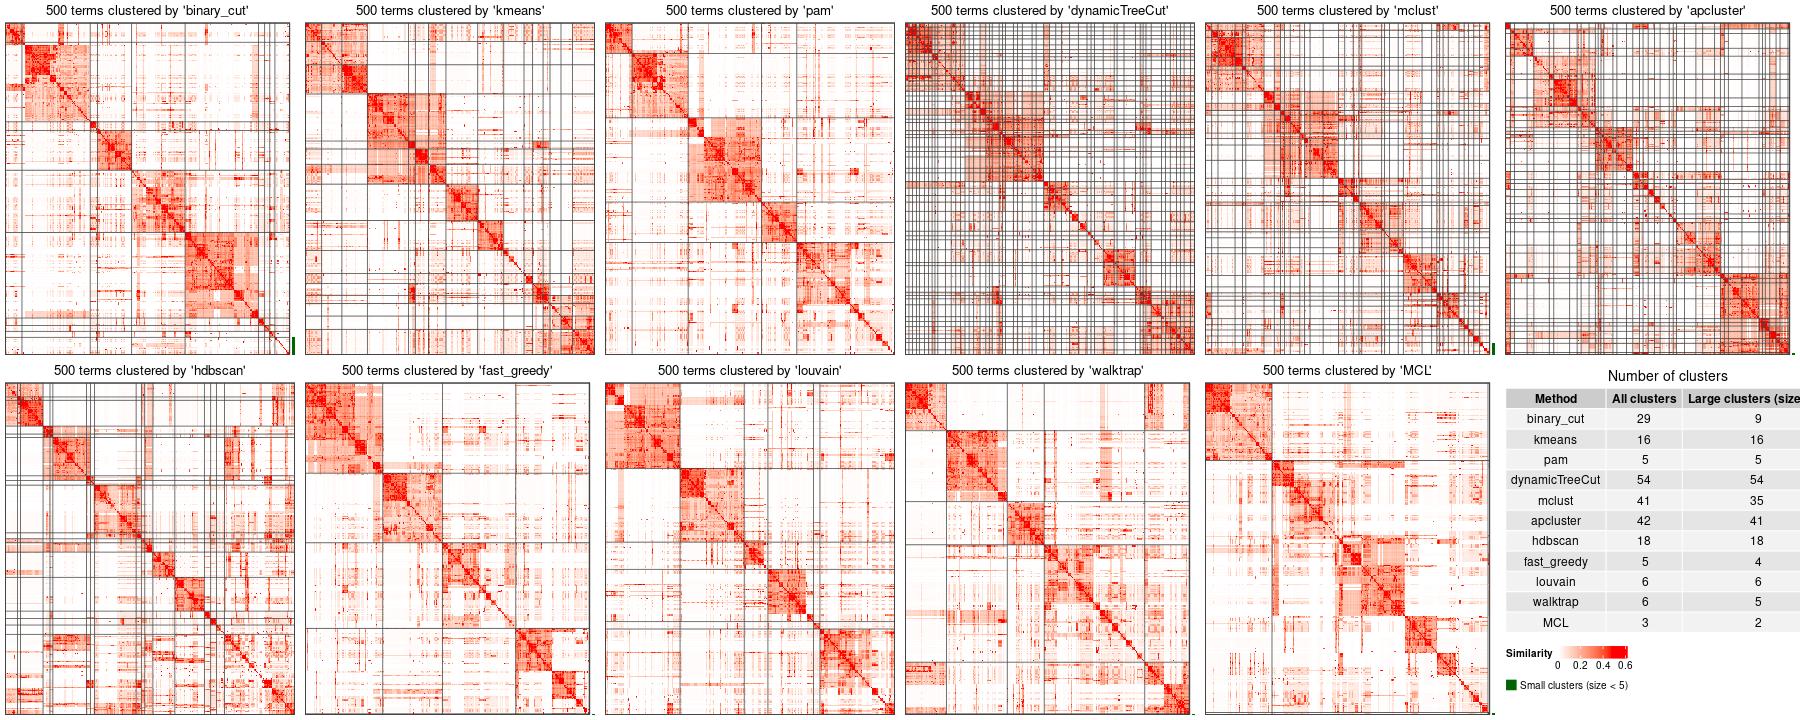 500 terms clustered by 'binary_cut'
500 terms clustered by 'kmeans'
500 terms clustered by 'pam'
500 terms clustered by 'dynamicTreeCut'
500 terms clustered by 'mclust'
500 terms clustered by 'apcluster'
500 terms clustered by 'hdbscan'
500 terms clustered by 'fast_greedy'
500 terms clustered by 'louvain'
500 terms clustered by 'walktrap'
500 terms clustered by 'MCL'
Number of clusters
Method All clusters Large clusters (size
binary_cut 29 9
kmeans 16 16
pam 5 5
dynamicTreeCut 54 54
mclust 41 35
apcluster 42 41
hdbscan 18 18
fast_greedy 5 4
louvain 6 6
walktrap 6 5
MCL 3 2
Similarity
0 0.2 0.4 0.6
Small clusters (size < 5)